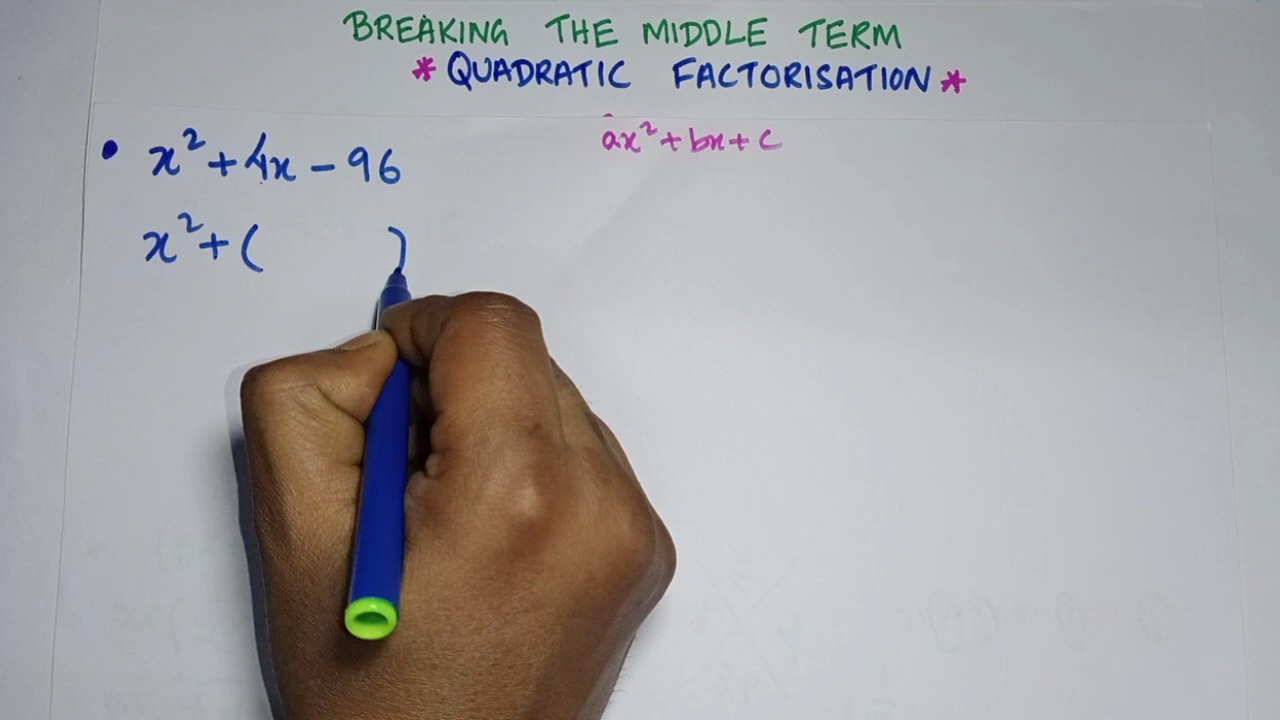 BREAKING THE MIDDLE TERM
* QUADRATIC FACTORISATION *
• x² + 4x - 96
ax² + bx + c
x² + ( )